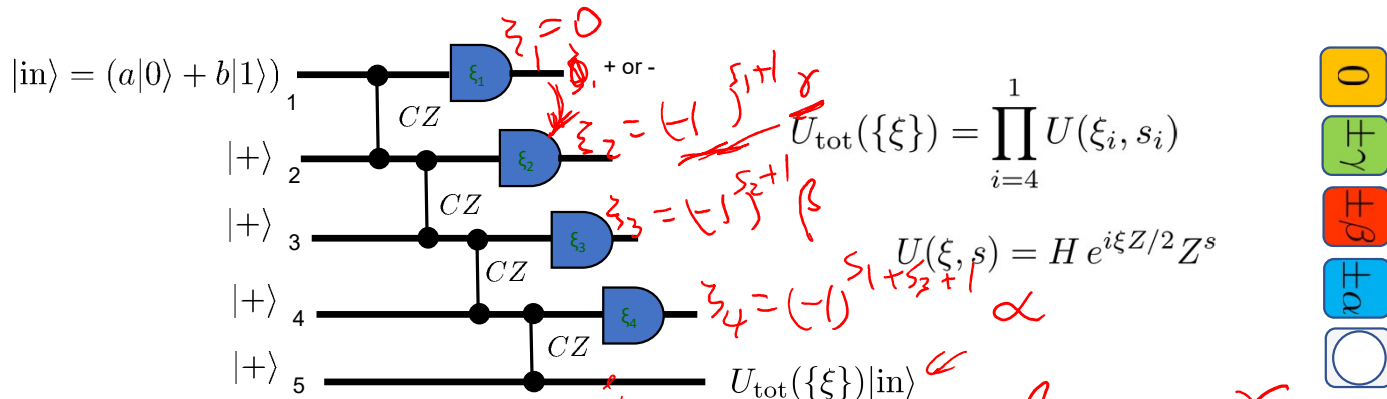 ξ₁ = 0
|in⟩ = (a|0⟩ + b|1⟩)
1
ξ₁
+ or -
CZ
ξ₂ = (-1)^{s₁+1} γ
|+⟩
2
ξ₂
U_tot({ξ}) = ∏_{i=4}^{1} U(ξ_i, s_i)
CZ
ξ₃ = (-1)^{s₂+1} β
|+⟩
3
ξ₃
U(ξ, s) = H e^{iξZ/2} Z^s
CZ
ξ₄ = (-1)^{s₁+s₃+1} α
|+⟩
4
ξ₄
CZ
|+⟩
5
U_tot({ξ})|in⟩
0
±γ
±β
±α